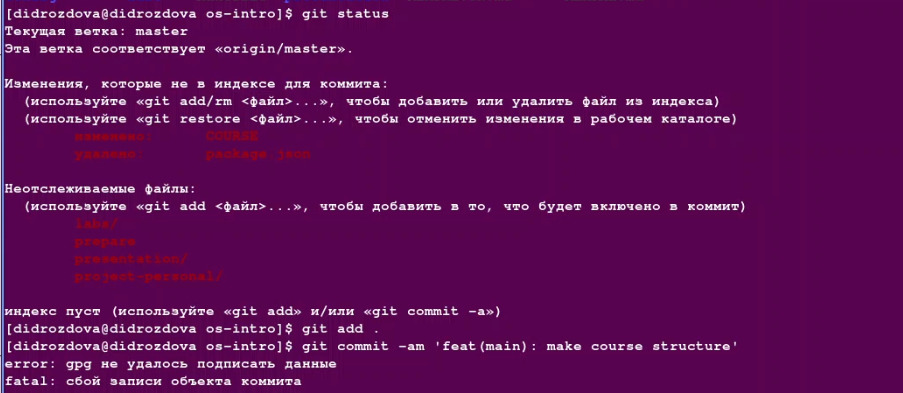 [didrozdova@didrozdova os-intro]$ git status
Текущая ветка: master
Эта ветка соответствует «origin/master».
Изменения, которые не в индексе для коммита:
(используйте «git add/rm <файл>...», чтобы добавить или удалить файл из индекса)
(используйте «git restore <файл>...», чтобы отменить изменения в рабочем каталоге)
изменено: COURSE
удалено: package.json
Неотслеживаемые файлы:
(используйте «git add <файл>...», чтобы добавить в то, что будет включено в коммит)
labs/
prepare
presentation/
project-personal/
индекс пуст (используйте «git add» и/или «git commit -a»)
[didrozdova@didrozdova os-intro]$ git add .
[didrozdova@didrozdova os-intro]$ git commit -am 'feat(main): make course structure'
error: gpg не удалось подписать данные
fatal: сбой записи объекта коммита